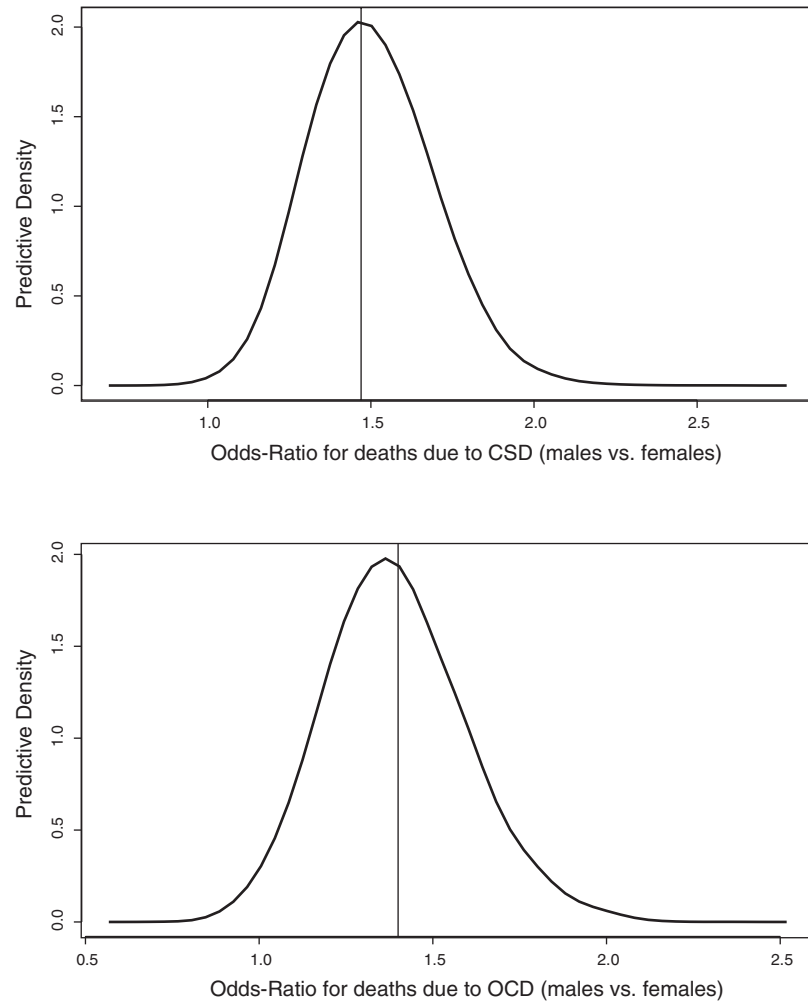 Predictive Density
2.0
1.5
1.0
0.5
0.0
1.0 1.5 2.0 2.5
Odds-Ratio for deaths due to CSD (males vs. females)
Predictive Density
2.0
1.5
1.0
0.5
0.0
0.5 1.0 1.5 2.0 2.5
Odds-Ratio for deaths due to OCD (males vs. females)